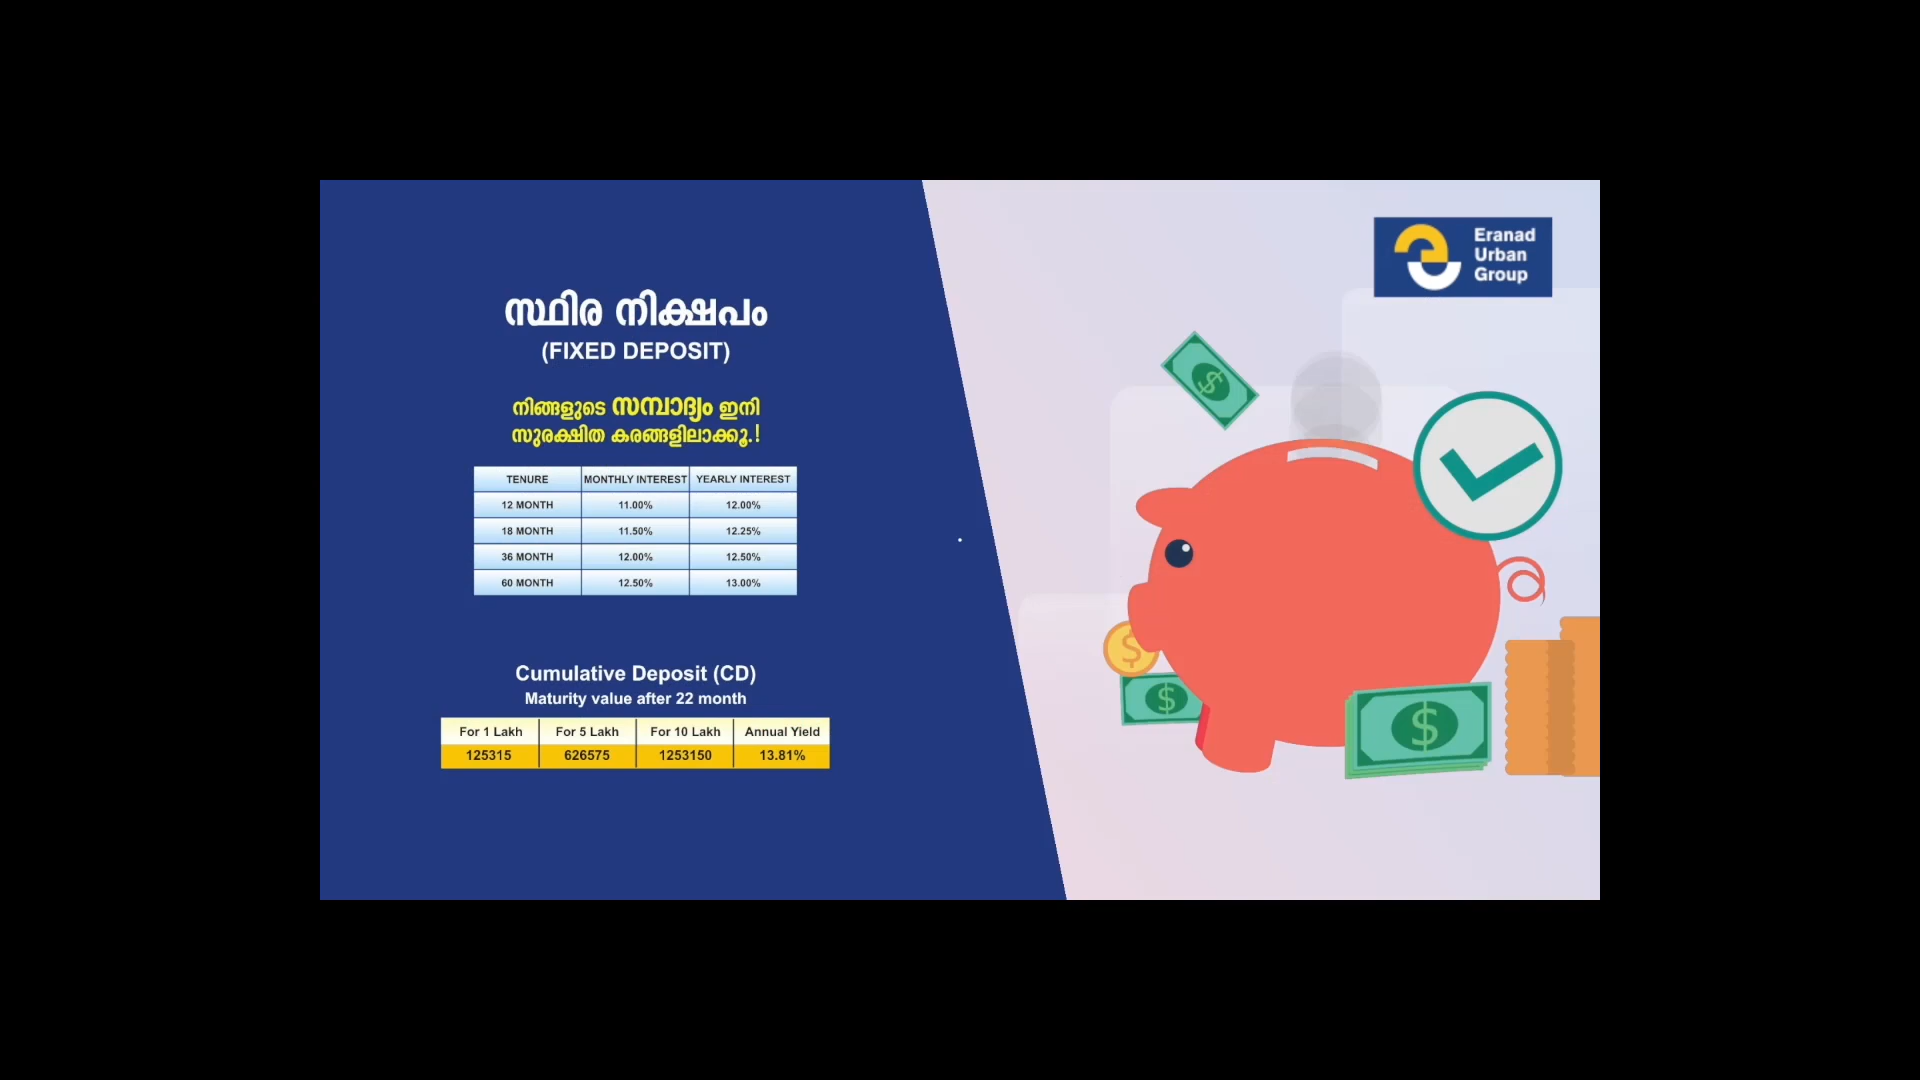 സ്ഥിര നിക്ഷപം
(FIXED DEPOSIT)
നിങ്ങളുടെ സമ്പാദ്യം ഇനി
സുരക്ഷിത കരങ്ങളിലാക്കൂ.!
TENURE MONTHLY INTEREST YEARLY INTEREST
12 MONTH 11.00% 12.00%
18 MONTH 11.50% 12.25%
36 MONTH 12.00% 12.50%
60 MONTH 12.50% 13.00%
Cumulative Deposit (CD)
Maturity value after 22 month
For 1 Lakh For 5 Lakh For 10 Lakh Annual Yield
125315 626575 1253150 13.81%
Eranad
Urban
Group
$
$
$
$